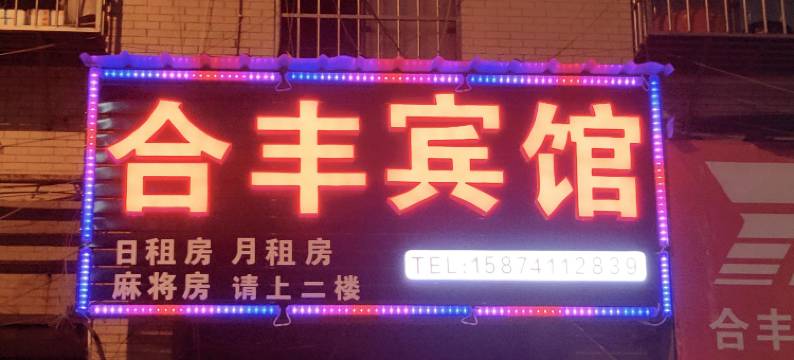 合丰宾馆
日租房 月租房
麻将房 请上二楼
TEL:15874112839
合丰